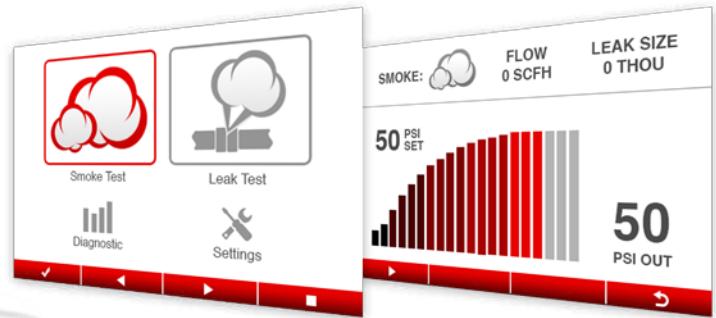 Smoke Test
Leak Test
Diagnostic
Settings
SMOKE:
FLOW
0 SCFH
LEAK SIZE
0 THOU
50 PSI SET
50
PSI OUT